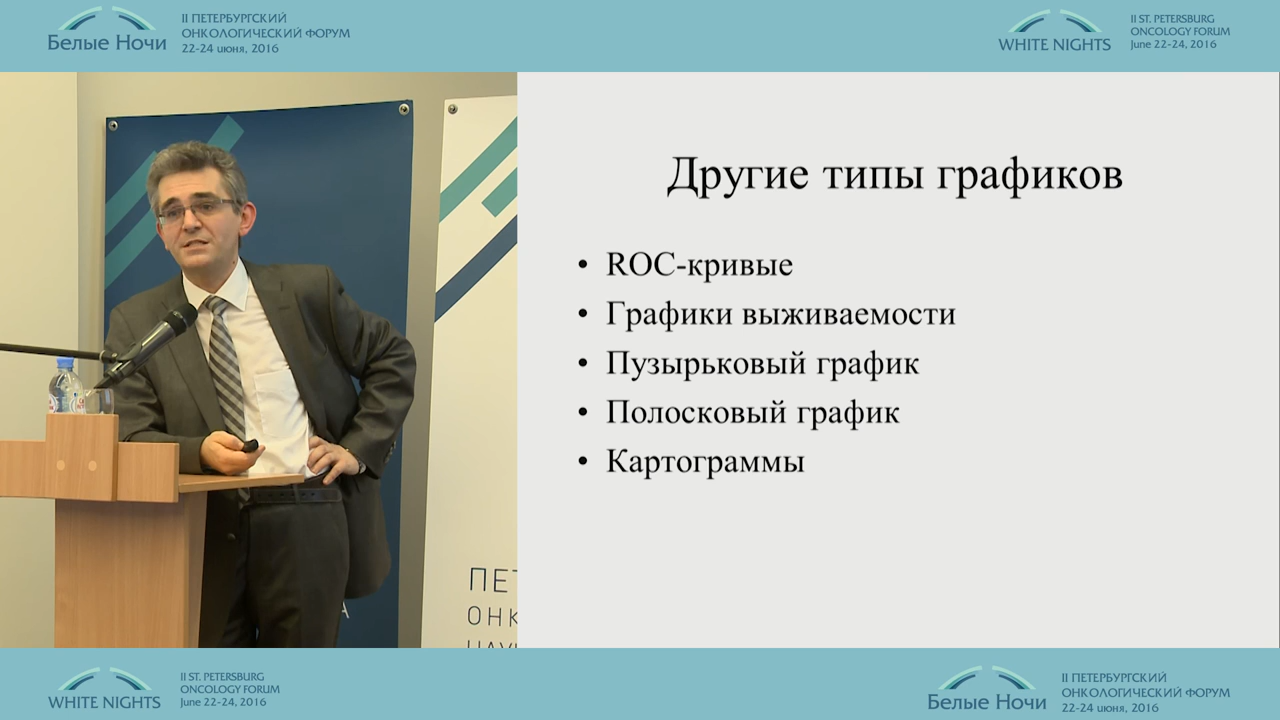 Белые Ночи
II ПЕТЕРБУРГСКИЙ
ОНКОЛОГИЧЕСКИЙ ФОРУМ
22-24 июня, 2016
WHITE NIGHTS
II ST. PETERSBURG
ONCOLOGY FORUM
June 22-24, 2016
Другие типы графиков
• ROC-кривые
• Графики выживаемости
• Пузырьковый график
• Полосковый график
• Картограммы
ПЕТ
ОНК
WHITE NIGHTS
II ST. PETERSBURG
ONCOLOGY FORUM
June 22-24, 2016
Белые Ночи
II ПЕТЕРБУРГСКИЙ
ОНКОЛОГИЧЕСКИЙ ФОРУМ
22-24 июня, 2016